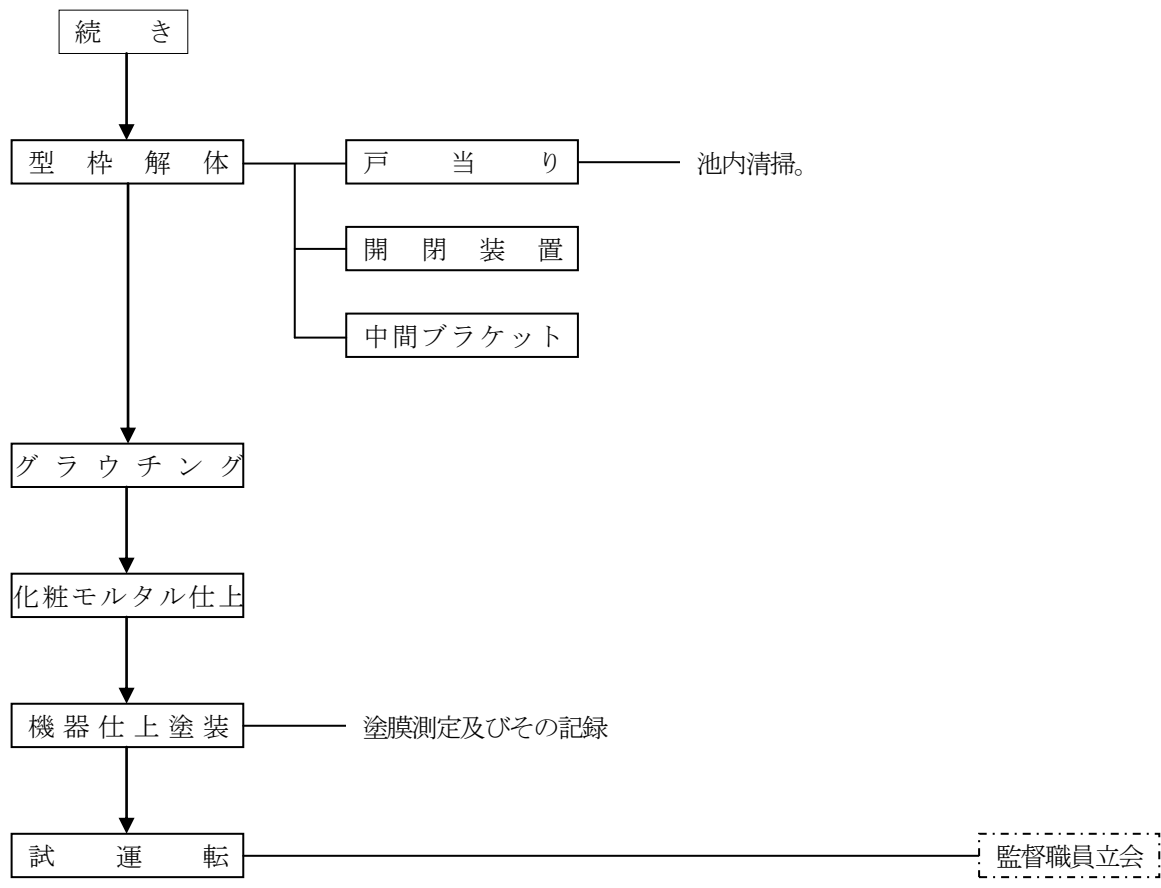 続き
型枠解体
戸当り
池内清掃。
開閉装置
中間ブラケット
グラウチング
化粧モルタル仕上
機器仕上塗装
塗膜測定及びその記録
試運転
監督職員立会